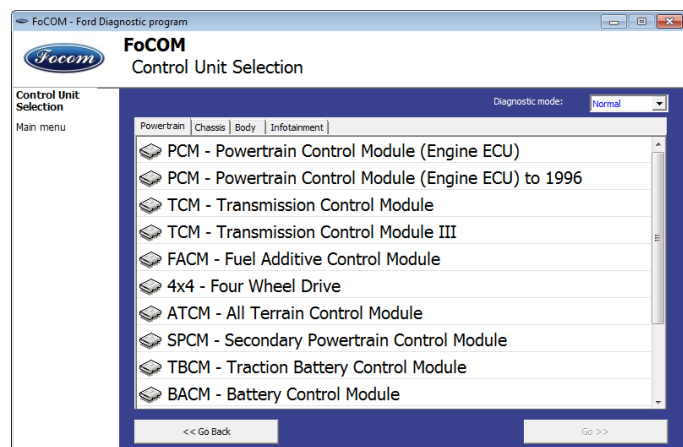 FoCOM - Ford Diagnostic program
Focom
FoCOM
Control Unit Selection
Control Unit
Selection
Main menu
Diagnostic mode:
Normal
Powertrain
Chassis
Body
Infotainment
PCM - Powertrain Control Module (Engine ECU)
PCM - Powertrain Control Module (Engine ECU) to 1996
TCM - Transmission Control Module
TCM - Transmission Control Module III
FACM - Fuel Additive Control Module
4x4 - Four Wheel Drive
ATCM - All Terrain Control Module
SPCM - Secondary Powertrain Control Module
TBCM - Traction Battery Control Module
BACM - Battery Control Module
<< Go Back
Go >>